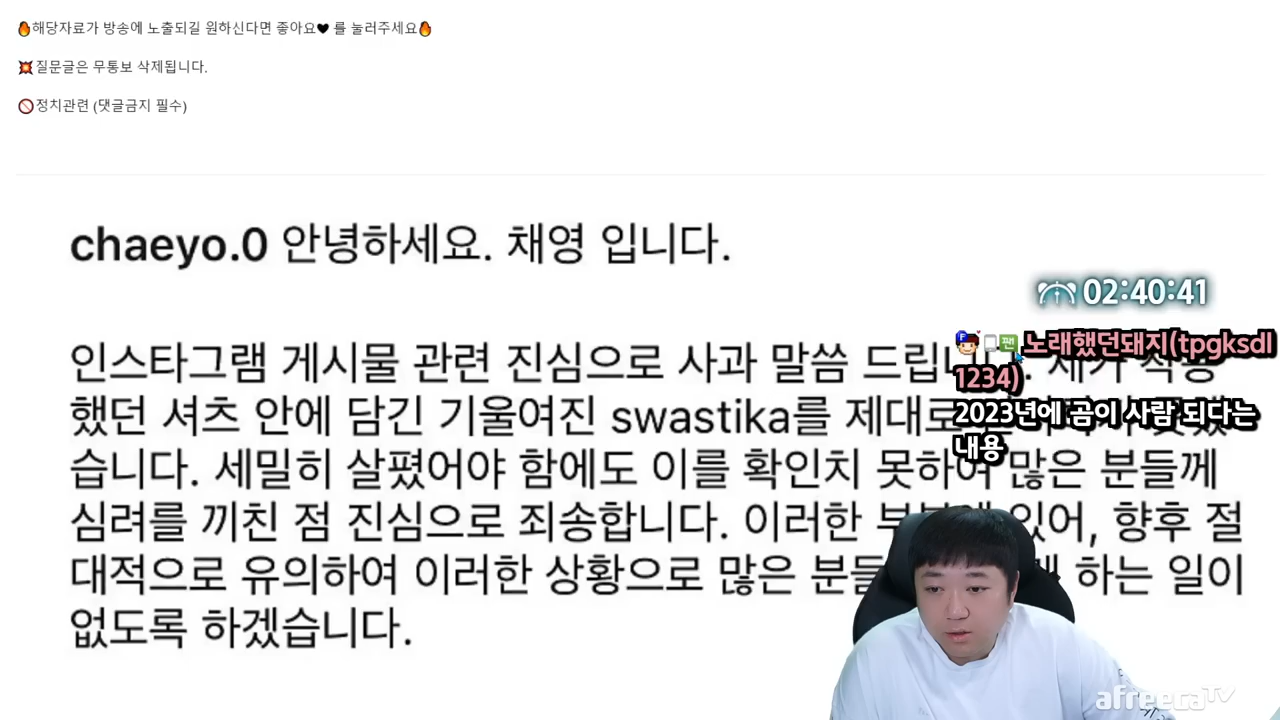 해당자료가 방송에 노출되길 원하신다면 좋아요 를 눌러주세요
질문글은 무통보 삭제됩니다.
정치관련 (댓글금지 필수)
chaeyo.0 안녕하세요. 채영 입니다.
인스타그램 게시물 관련 진심으로 사과 말씀 드립
했던 셔츠 안에 담긴 기울여진 swastika를 제대로
습니다. 세밀히 살폈어야 함에도 이를 확인치 못하여 많은 분들께
심려를 끼친 점 진심으로 죄송합니다. 이러한 있어, 향후 절
대적으로 유의하여 이러한 상황으로 많은 하는 일이
없도록 하겠습니다.
02:40:41
F 팬 노래했던돼지(tpgksdl
1234)
2023년에 곰이 사람 되다는
내용
afreecaTV